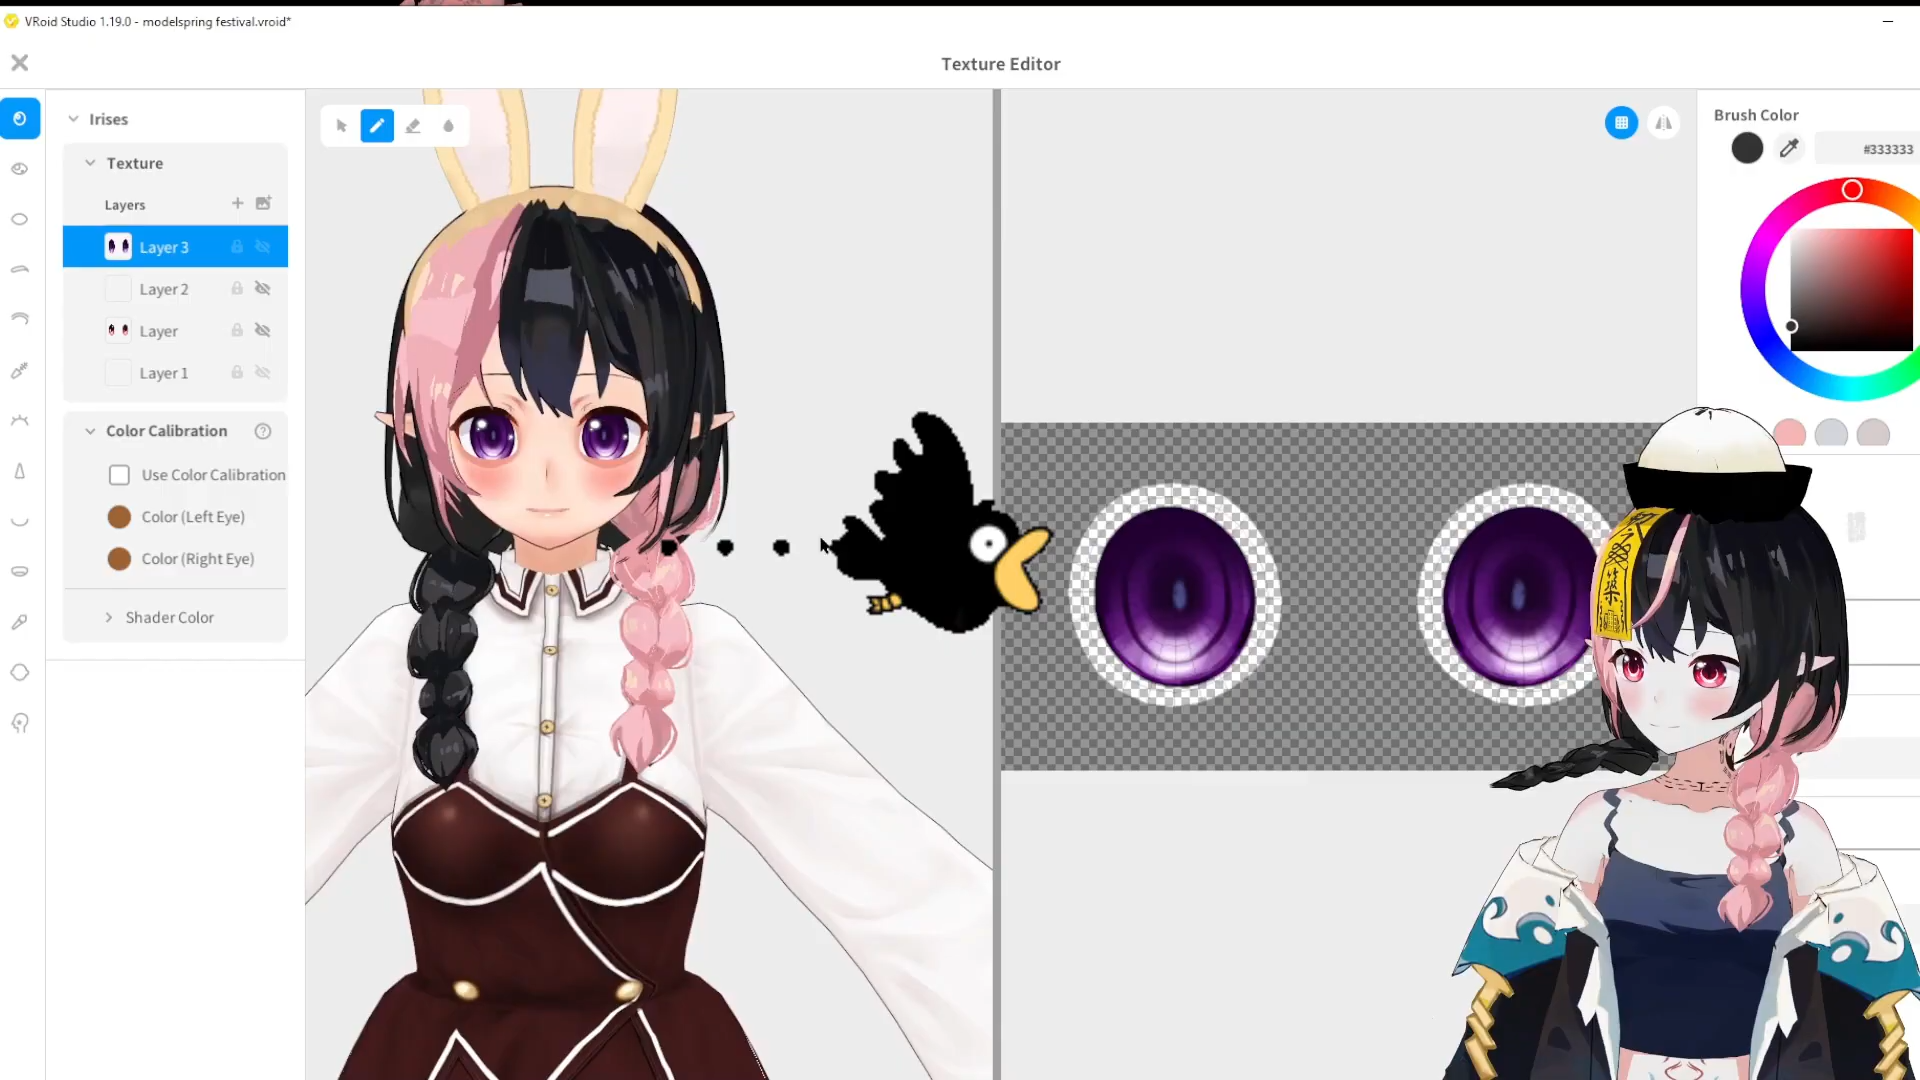 VRoid Studio 1.19.0 - modelspring festival.vroid*
Texture Editor
Irises
Texture
Layers
Layer 3
Layer 2
Layer
Layer 1
Color Calibration
Use Color Calibration
Color (Left Eye)
Color (Right Eye)
Shader Color
Brush Color
#333333